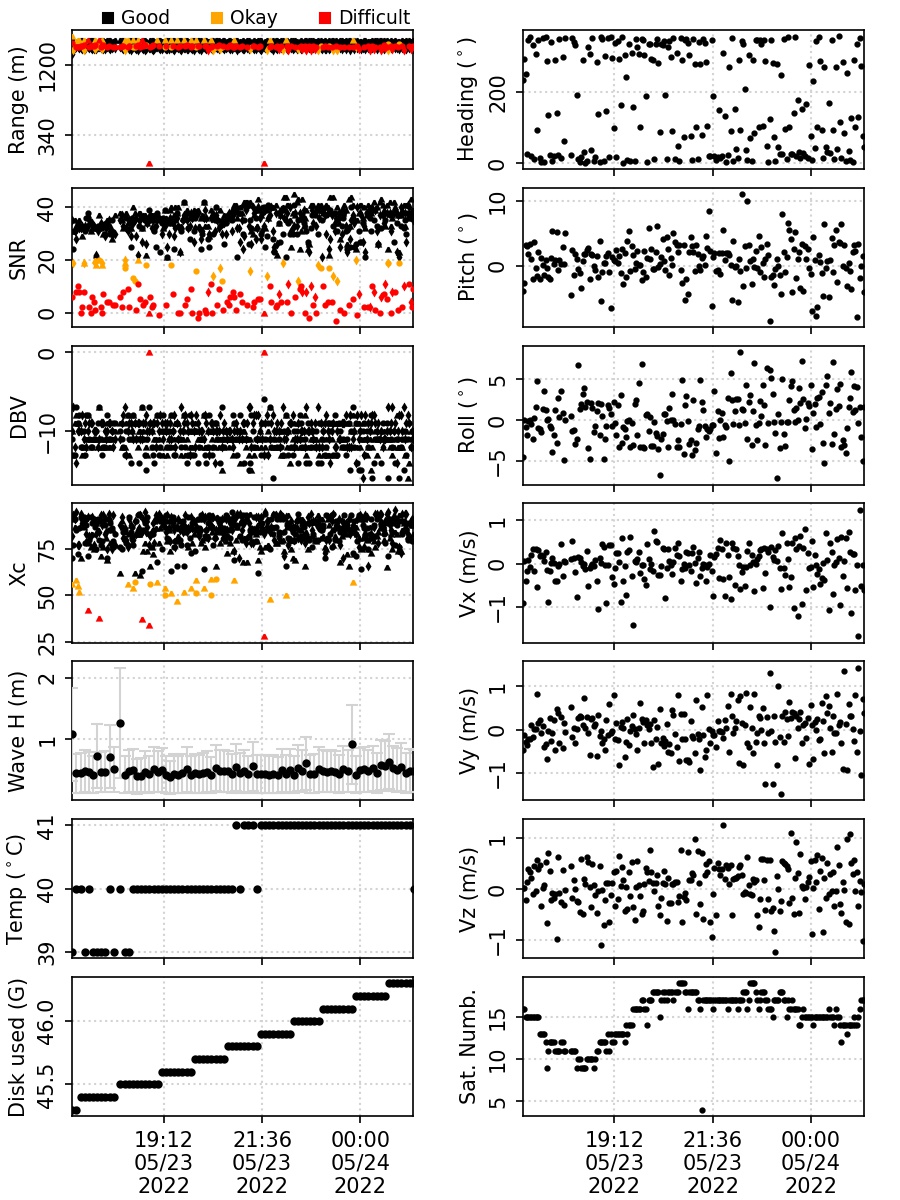 Good Okay Difficult
Range (m)
1200
340
Heading (°)
200
0
SNR
40
20
0
Pitch (°)
10
0
DBV
0
−10
Roll (°)
5
0
−5
Xc
75
50
25
Vx (m/s)
1
0
−1
Wave H (m)
2
1
Vy (m/s)
1
0
−1
Temp (°C)
41
40
39
Vz (m/s)
1
0
−1
Disk used (G)
46.0
45.5
Sat. Numb.
15
10
5
19:12 21:36 00:00
05/23 05/23 05/24
2022 2022 2022
19:12 21:36 00:00
05/23 05/23 05/24
2022 2022 2022